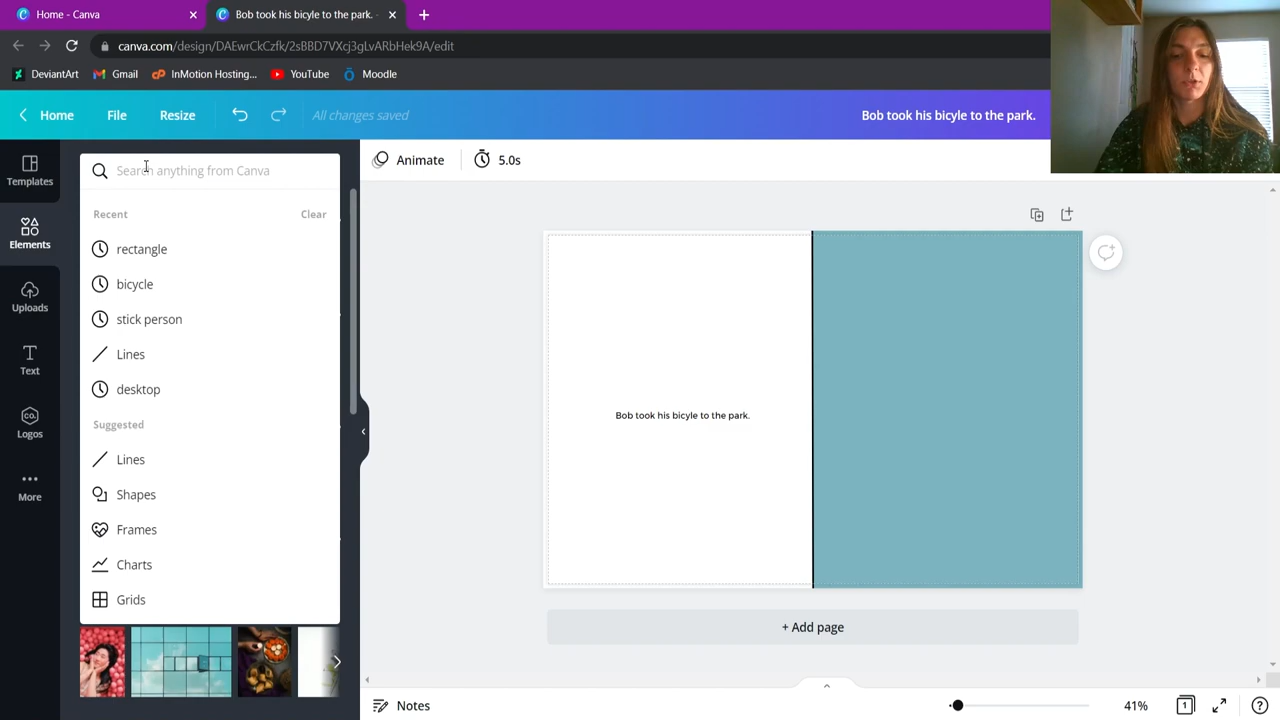 Home - Canva
Bob took his bicyle to the park. -
canva.com/design/DAEwrCkCzfk/2sBBD7VXcj3gLvARbHek9A/edit
DeviantArt
Gmail
InMotion Hosting...
YouTube
Moodle
Home
File
Resize
All changes saved
Bob took his bicyle to the park.
Templates
Elements
Uploads
Text
Logos
More
Search anything from Canva
Recent
Clear
rectangle
bicycle
stick person
Lines
desktop
Suggested
Lines
Shapes
Frames
Charts
Grids
Animate
5.0s
Bob took his bicyle to the park.
+ Add page
Notes
41%
1